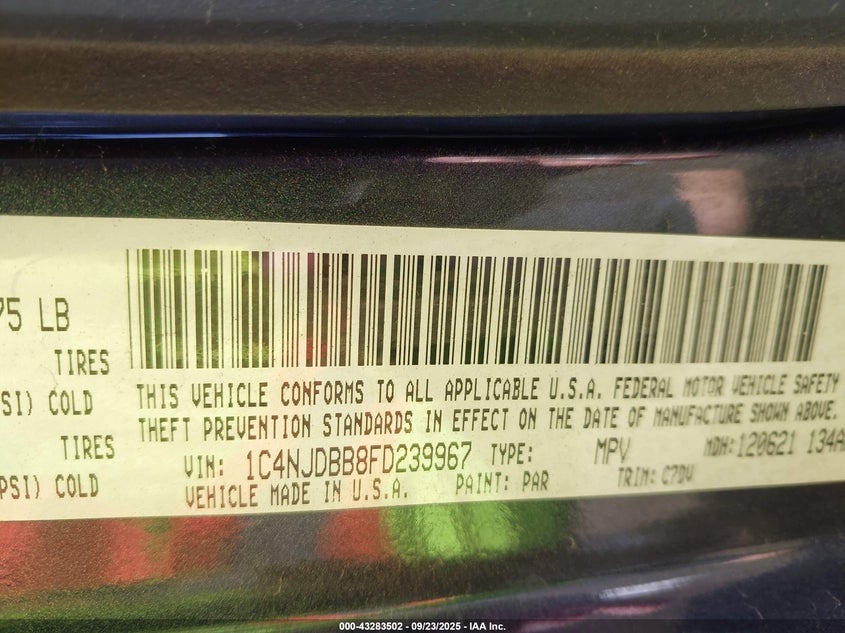 75 LB
TIRES
SI) COLD
TIRES
PSI) COLD
THIS VEHICLE CONFORMS TO ALL APPLICABLE U.S.A. FEDERAL MOTOR VEHICLE SAFETY
THEFT PREVENTION STANDARDS IN EFFECT ON THE DATE OF MANUFACTURE SHOWN ABOVE.
VIN: 1C4NJDBB8FD239967 TYPE: MPV MDH: 120621 134A
VEHICLE MADE IN U.S.A. PAINT: PAR TRIM: C7DV
000-43283502 - 09/23/2025 - IAA Inc.